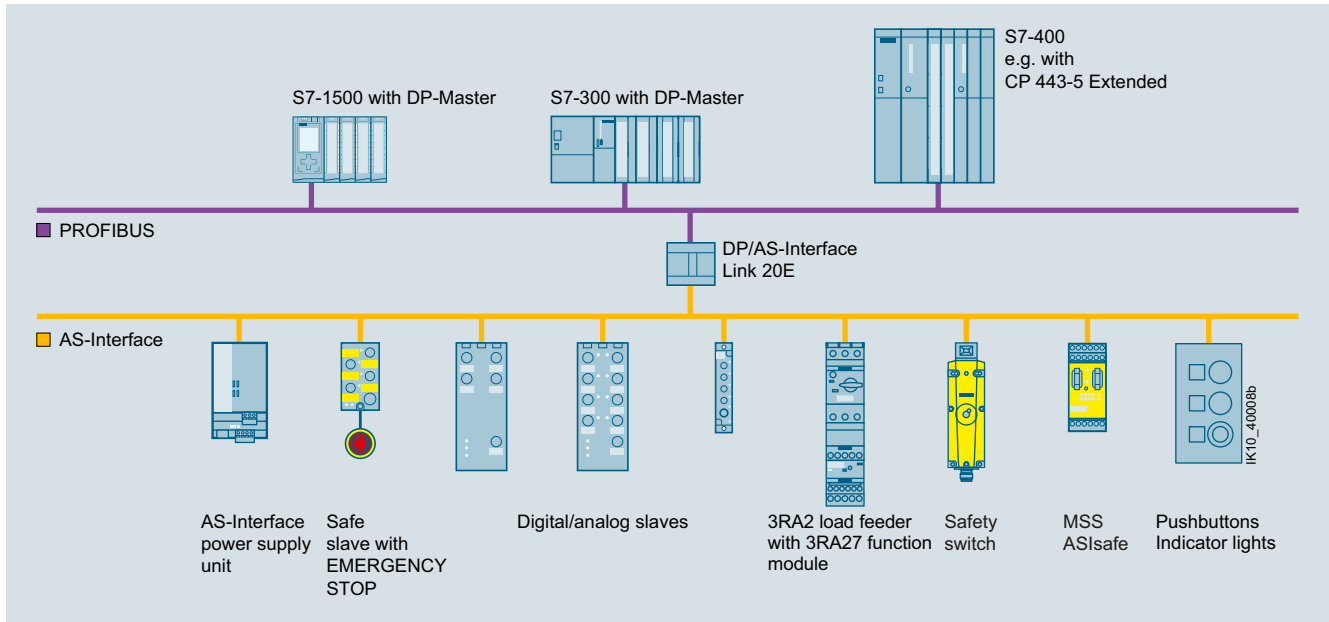 S7-400
e.g. with
CP 443-5 Extended
S7-1500 with DP-Master
S7-300 with DP-Master
PROFIBUS
DP/AS-Interface
Link 20E
AS-Interface
IK10_40008b
AS-Interface
power supply
unit
Safe
slave with
EMERGENCY
STOP
Digital/analog slaves
3RA2 load feeder
with 3RA27 function
module
Safety
switch
MSS
ASIsafe
Pushbuttons
Indicator lights